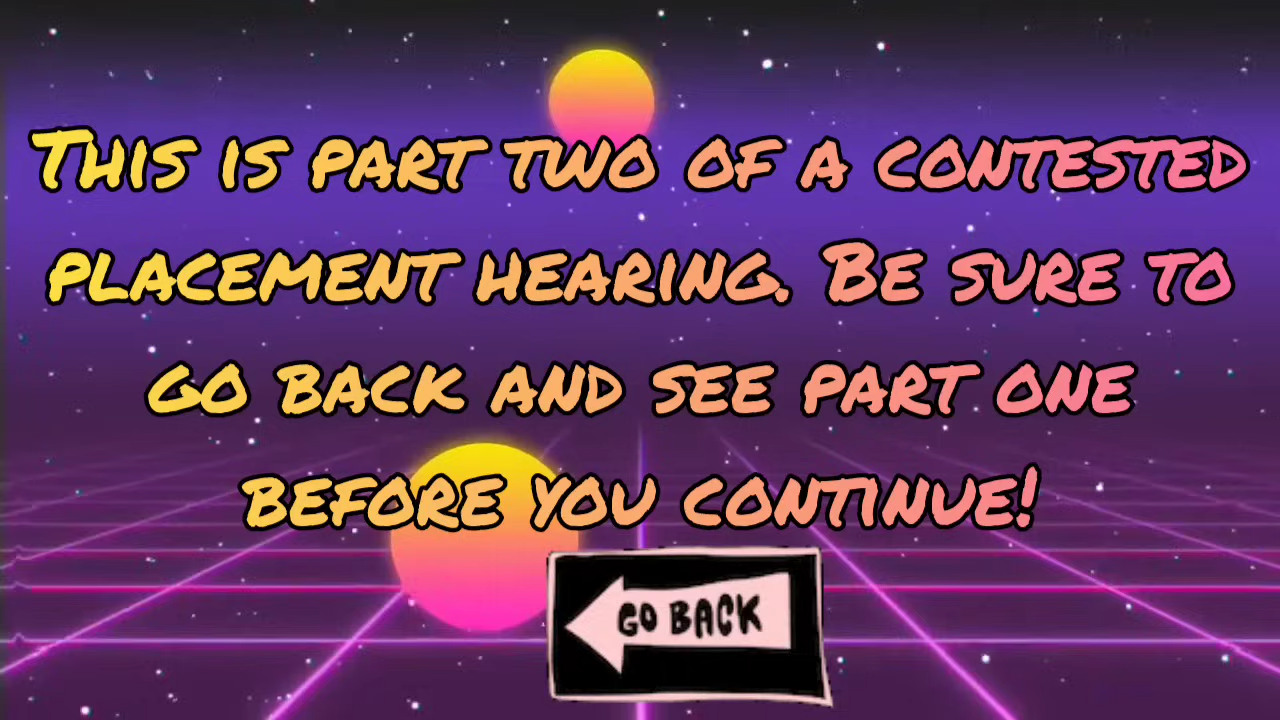 This is part two of a contested
placement hearing. Be sure to
go back and see part one
before you continue!
GO BACK